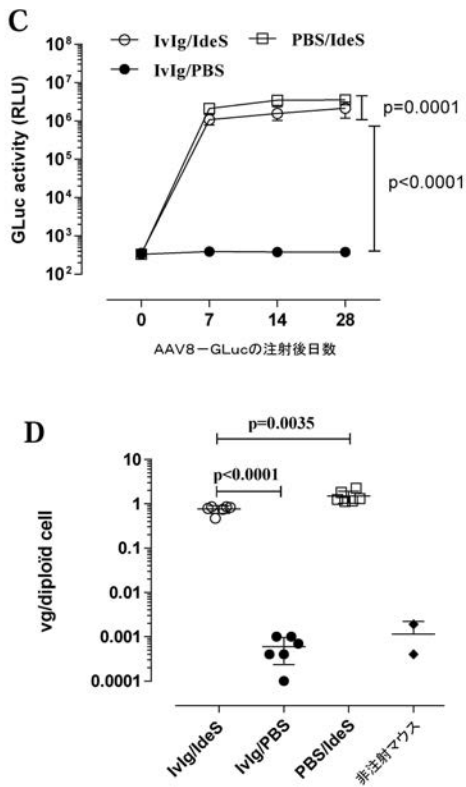 C
IvIg/IdeS PBS/IdeS
IvIg/PBS
GLuc activity (RLU)
10⁸
10⁷
10⁶
10⁵
10⁴
10³
10²
p=0.0001
p<0.0001
0 7 14 28
AAV8-GLucの注射後日数
D
p=0.0035
p<0.0001
vg/diploïd cell
10
1
0.1
0.01
0.001
0.0001
IvIg/IdeS
IvIg/PBS
PBS/IdeS
非注射マウス